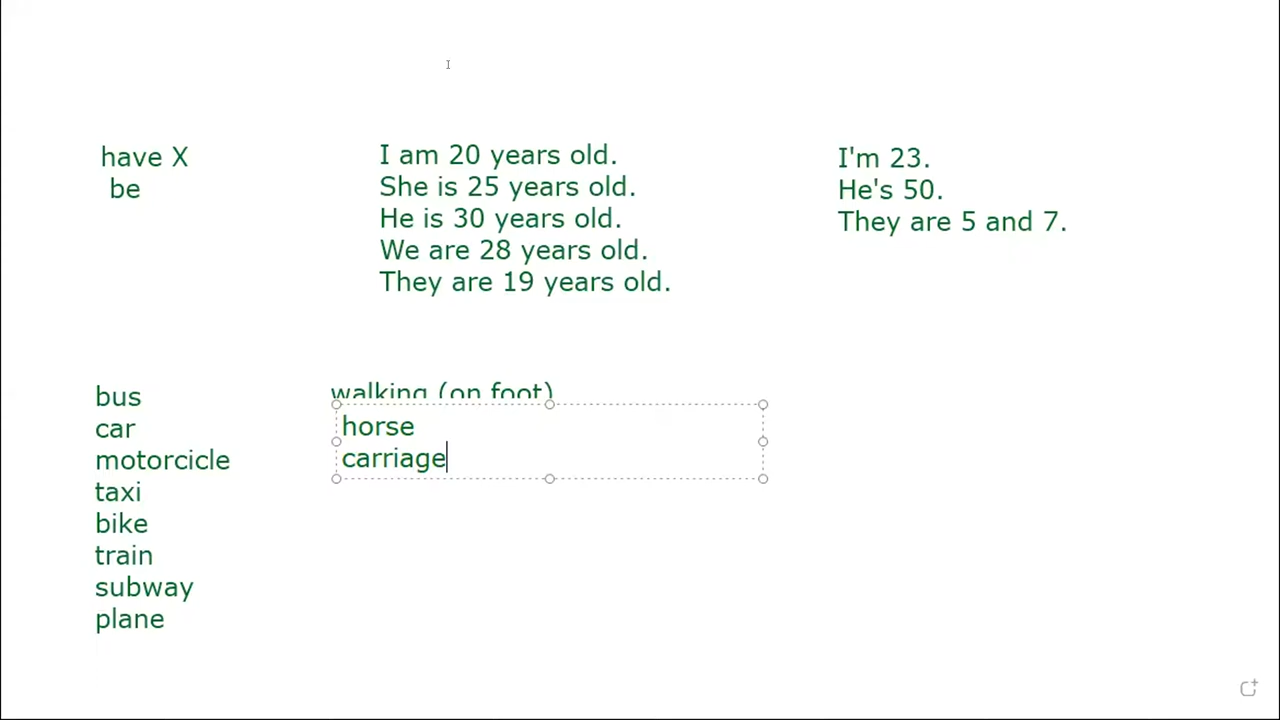 have X
be
I am 20 years old.
She is 25 years old.
He is 30 years old.
We are 28 years old.
They are 19 years old.
I'm 23.
He's 50.
They are 5 and 7.
bus
car
motorcicle
taxi
bike
train
subway
plane
walking (on foot)
horse
carriage